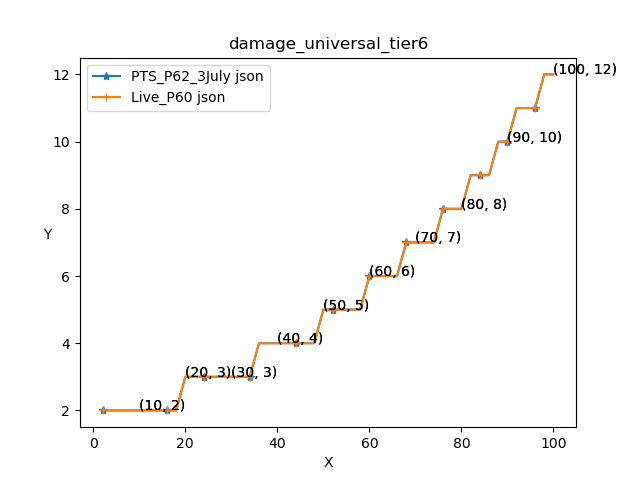 damage_universal_tier6
PTS_P62_3July json
Live_P60 json
Y
12
10
8
6
4
2
(100, 12)
(90, 10)
(80, 8)
(70, 7)
(60, 6)
(50, 5)
(40, 4)
(20, 3)(30, 3)
(10, 2)
0 20 40 60 80 100
X